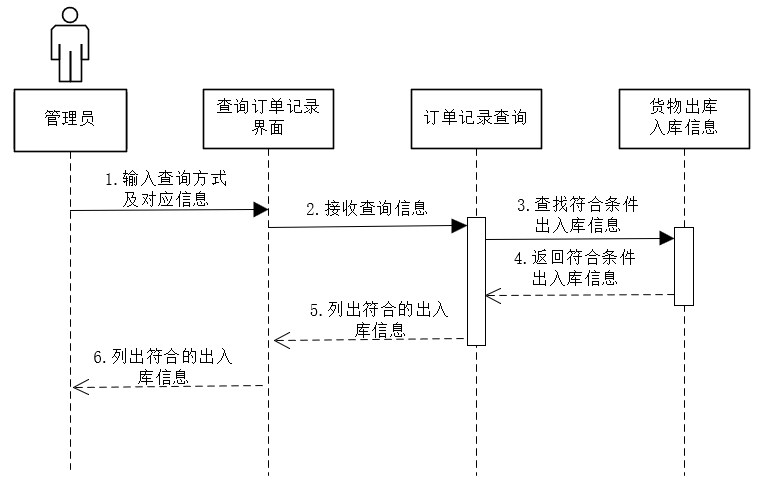 管理员
查询订单记录
界面
订单记录查询
货物出库
入库信息
1.输入查询方式
及对应信息
2.接收查询信息
3.查找符合条件
出入库信息
4.返回符合条件
出入库信息
5.列出符合的出入
库信息
6.列出符合的出入
库信息